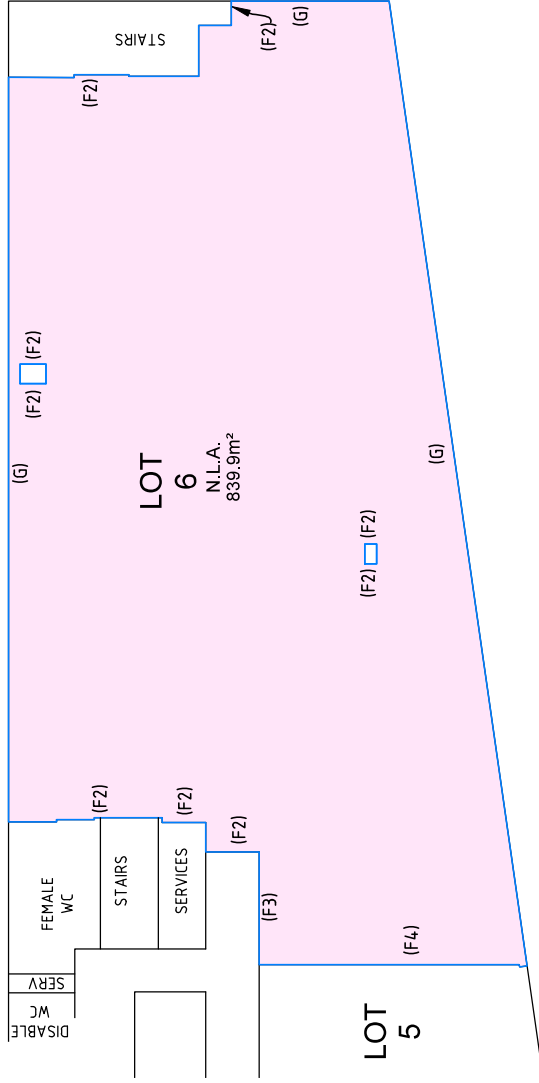 STAIRS
(F2)
(G)
(F2)
(F2)
(F2)
(G)
LOT
6
N.L.A.
839.9m²
(G)
(F2)
(F2)
(F2)
(F2)
(F2)
FEMALE
WC
STAIRS
SERVICES
(F3)
(F4)
SERV
DISABLE
WC
LOT
5